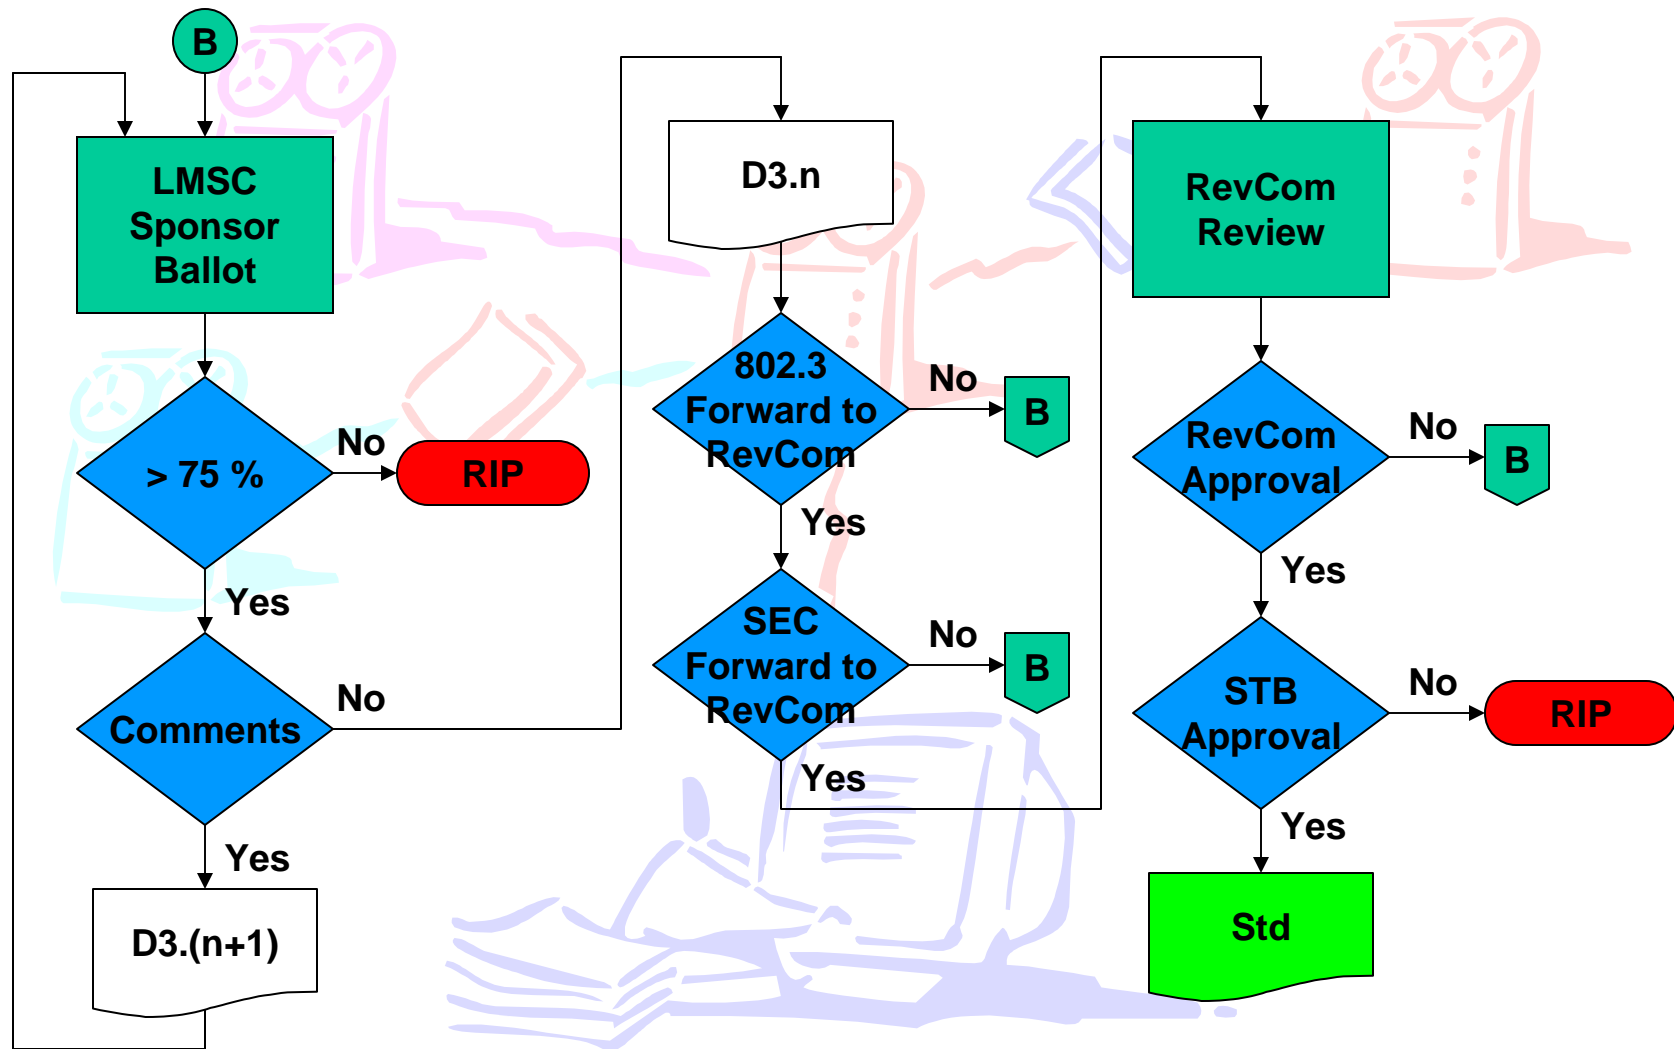 B
LMSC
Sponsor
Ballot
> 75 %
No
RIP
Yes
Comments
No
Yes
D3.(n+1)
D3.n
802.3
Forward to
RevCom
No
B
Yes
SEC
Forward to
RevCom
No
B
Yes
RevCom
Review
RevCom
Approval
No
B
Yes
STB
Approval
No
RIP
Yes
Std